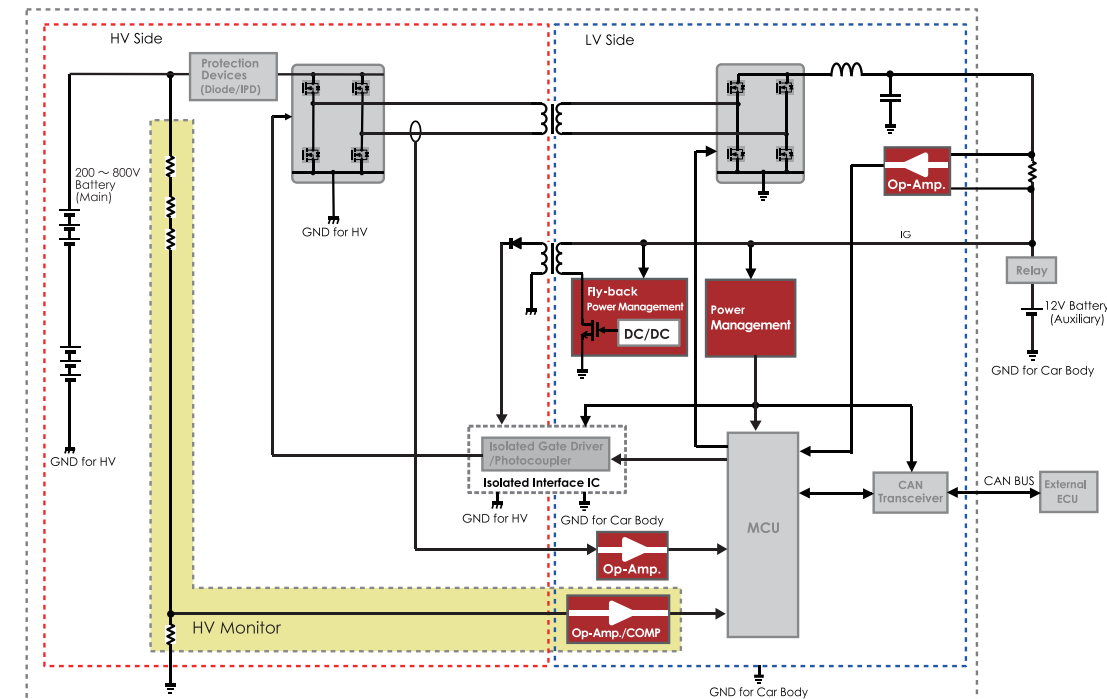 HV Side
LV Side
Protection
Devices
(Diode/IPD)
200 ～ 800V
Battery
(Main)
GND for HV
Op-Amp.
IG
Relay
12V Battery
(Auxiliary)
GND for Car Body
Fly-back
Power Management
DC/DC
Power
Management
GND for HV
Isolated Gate Driver
/Photocoupler
Isolated Interface IC
GND for HV
GND for Car Body
MCU
CAN
Transceiver
CAN BUS
External
ECU
Op-Amp.
Op-Amp./COMP
HV Monitor
GND for Car Body